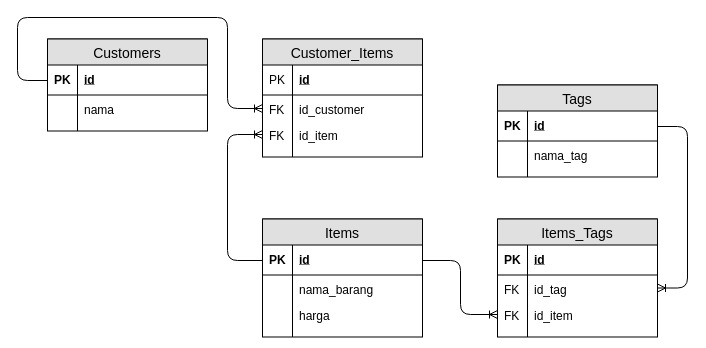 Customers
PK id
nama
Customer_Items
PK id
FK id_customer
FK id_item
Tags
PK id
nama_tag
Items
PK id
nama_barang
harga
Items_Tags
PK id
FK id_tag
FK id_item